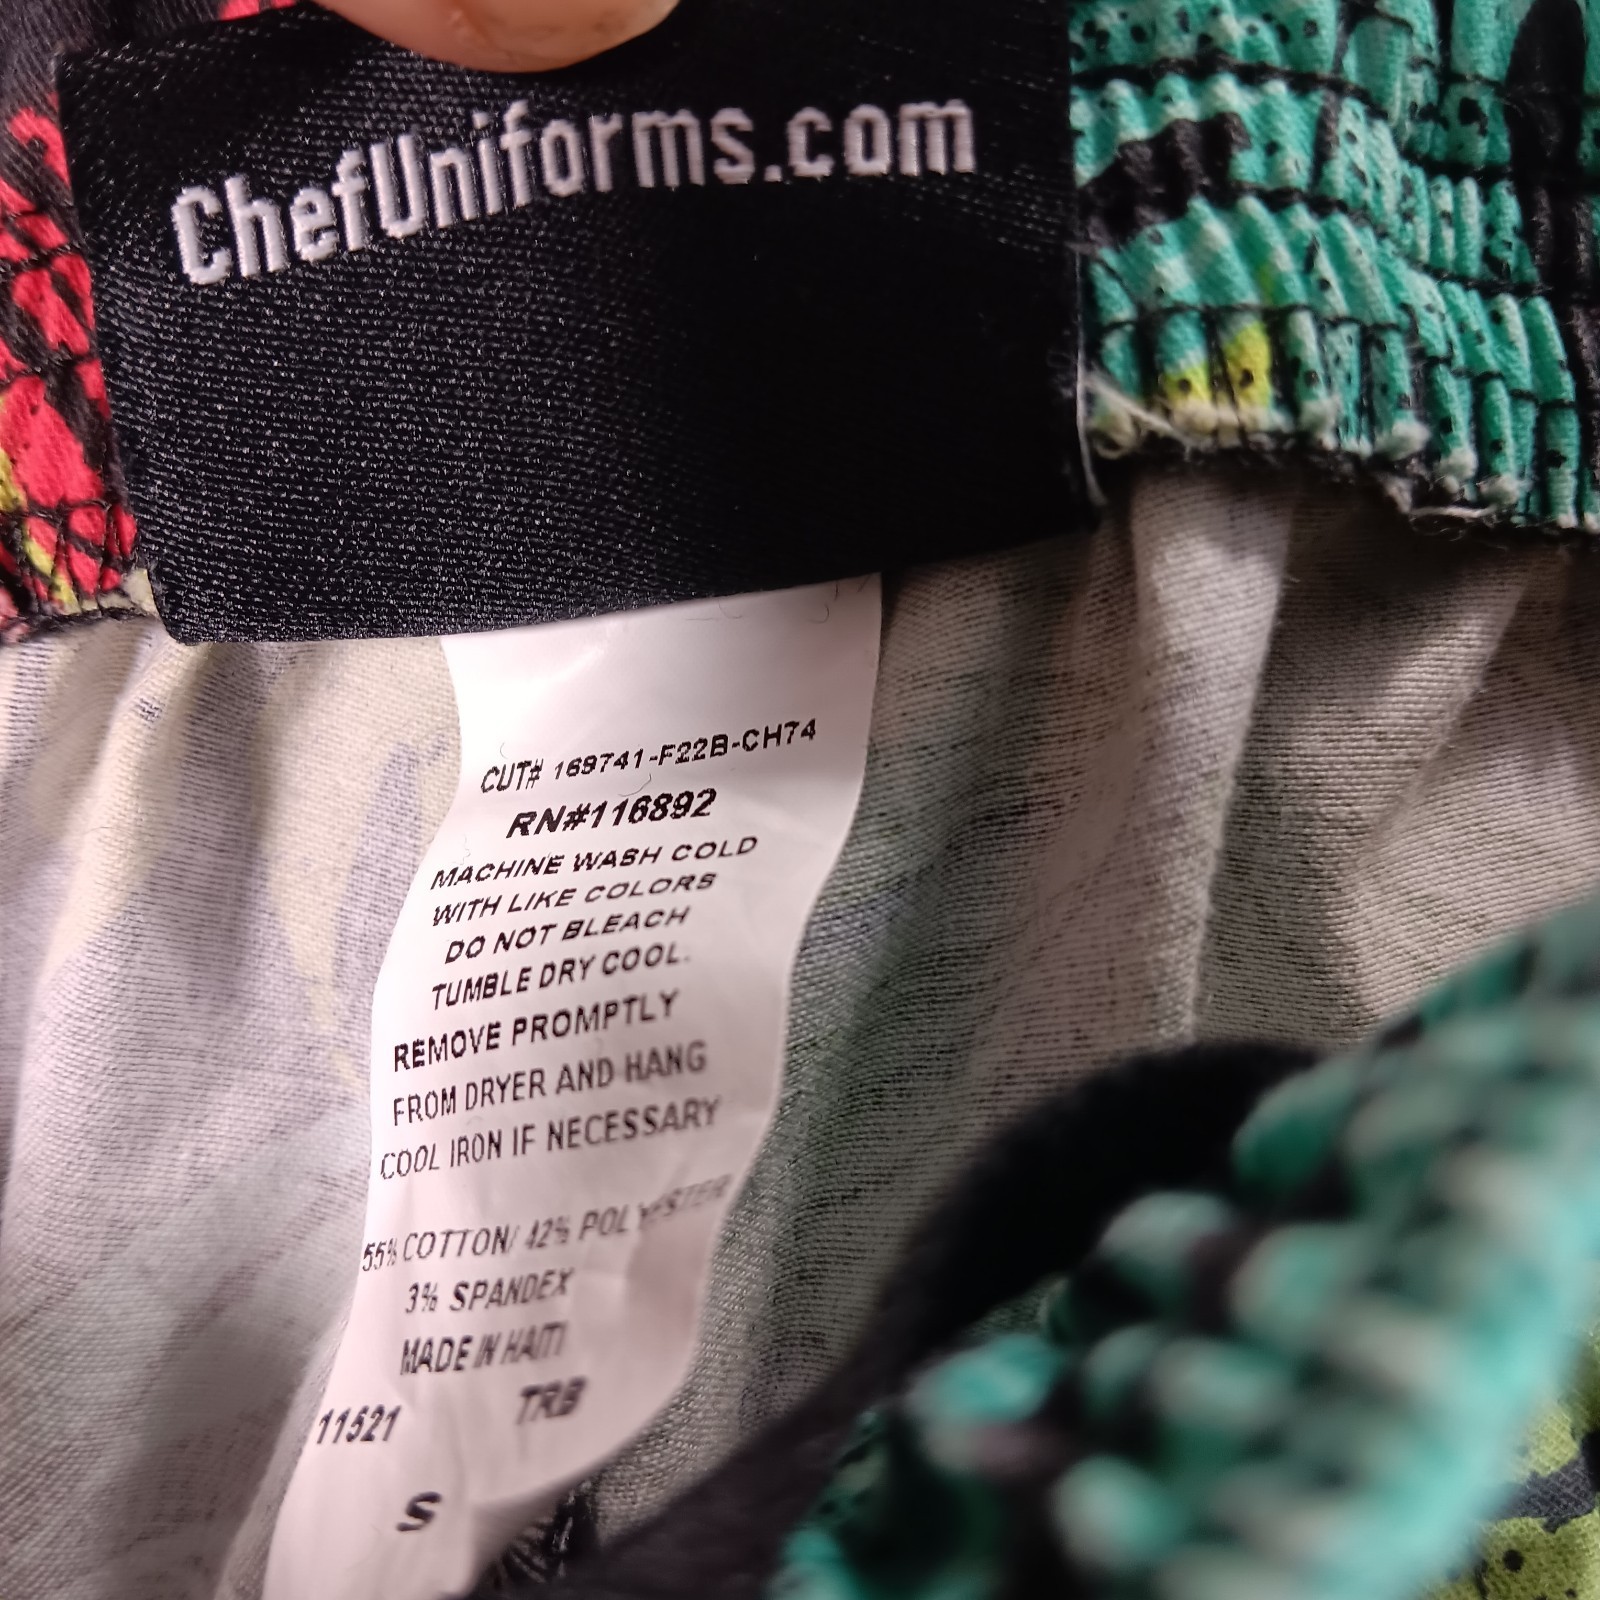 ChefUniforms.com
CUT# 169741-F22B-CH74
RN#116892
MACHINE WASH COLD
WITH LIKE COLORS
DO NOT BLEACH
TUMBLE DRY COOL.
REMOVE PROMPTLY
FROM DRYER AND HANG
COOL IRON IF NECESSARY
55% COTTON/ 42% POLYESTER
3% SPANDEX
MADE IN HAITI
11521 TRB
S